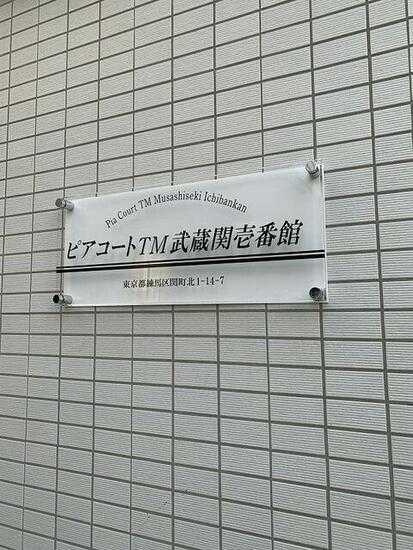 Pia Court TM Musashiseki Ichibankan
ピアコートTM武蔵関壱番館
東京都練馬区関町北1-14-7